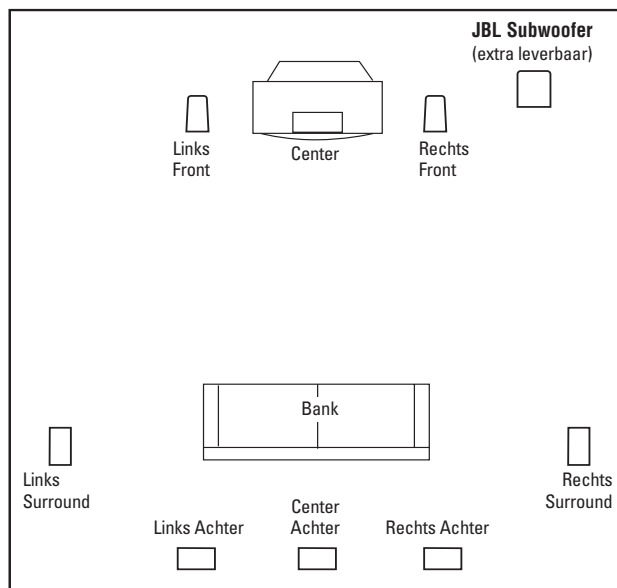 JBL Subwoofer
(extra leverbaar)
Links
Front
Center
Rechts
Front
Bank
Links
Surround
Rechts
Surround
Links Achter
Center
Achter
Rechts Achter